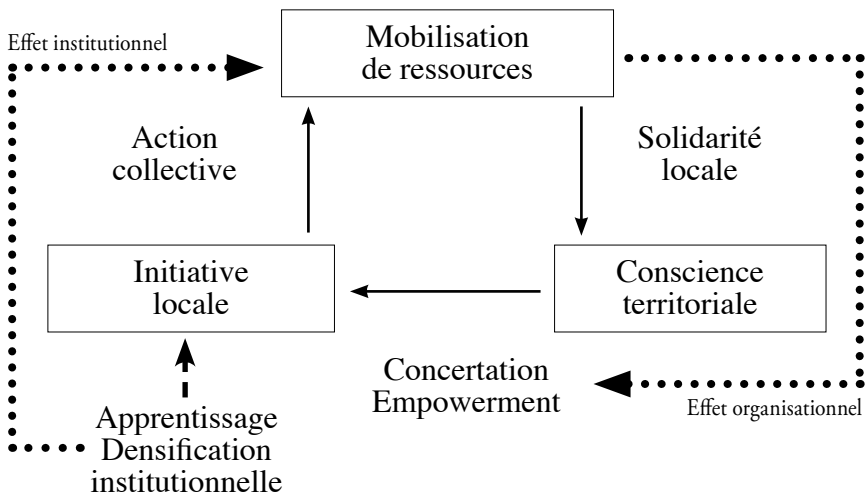 Effet institutionnel
Mobilisation
de ressources
Action
collective
Solidarité
locale
Initiative
locale
Conscience
territoriale
Concertation
Empowerment
Effet organisationnel
Apprentissage
Densification
institutionnelle